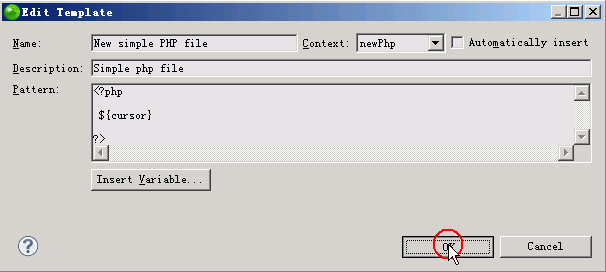 Edit Template
Name: New simple PHP file Context: newPhp Automatically insert
Description: Simple php file
Pattern: <?php
${cursor}
?>
Insert Variable...
OK Cancel